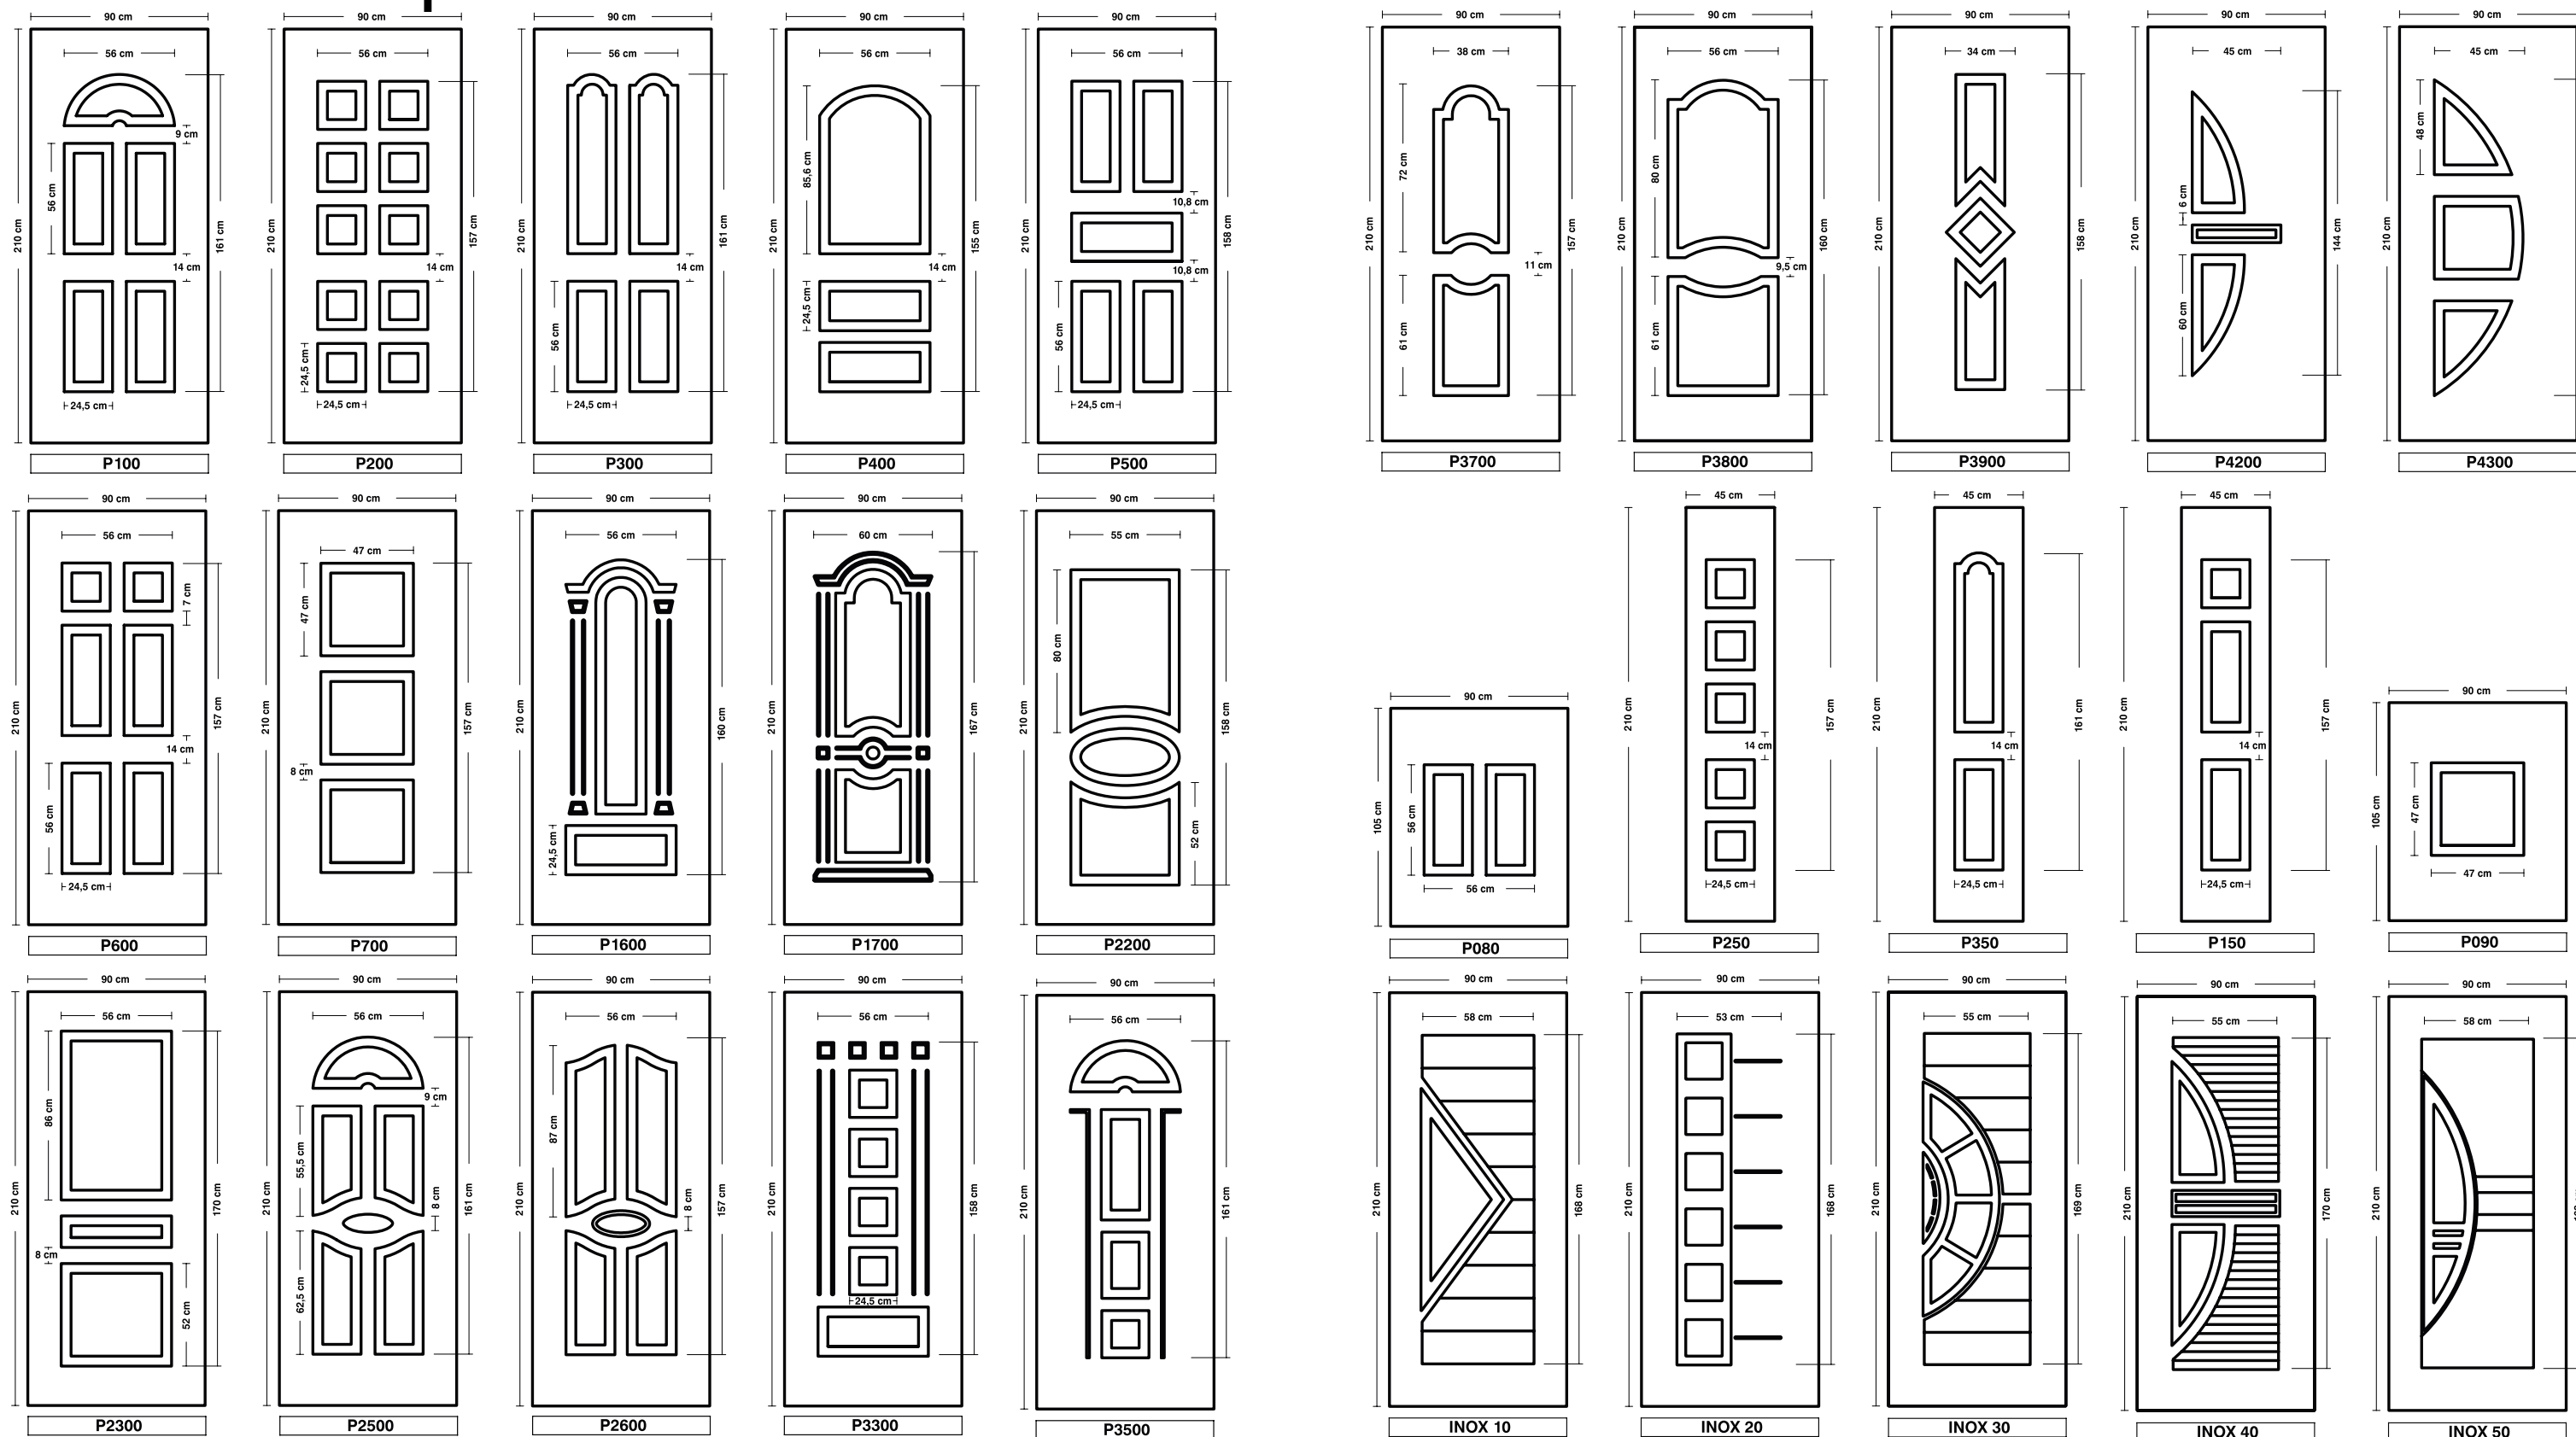 90 cm
56 cm
9 cm
56 cm
210 cm
161 cm
14 cm
24,5 cm
P100
90 cm
56 cm
210 cm
157 cm
14 cm
24,5 cm
24,5 cm
P200
90 cm
56 cm
210 cm
161 cm
14 cm
56 cm
24,5 cm
P300
90 cm
56 cm
85,6 cm
210 cm
155 cm
14 cm
24,5 cm
P400
90 cm
56 cm
10,8 cm
210 cm
158 cm
10,8 cm
56 cm
24,5 cm
P500
90 cm
38 cm
72 cm
210 cm
157 cm
11 cm
61 cm
P3700
90 cm
56 cm
80 cm
210 cm
160 cm
9,5 cm
61 cm
P3800
90 cm
34 cm
210 cm
158 cm
P3900
90 cm
45 cm
6 cm
210 cm
144 cm
60 cm
P4200
90 cm
45 cm
48 cm
210 cm
P4300
90 cm
56 cm
7 cm
210 cm
157 cm
14 cm
56 cm
24,5 cm
P600
90 cm
47 cm
47 cm
210 cm
157 cm
8 cm
P700
90 cm
56 cm
210 cm
160 cm
24,5 cm
P1600
90 cm
60 cm
210 cm
167 cm
P1700
90 cm
55 cm
80 cm
210 cm
158 cm
52 cm
P2200
90 cm
105 cm
56 cm
56 cm
P080
45 cm
210 cm
157 cm
14 cm
24,5 cm
P250
45 cm
210 cm
161 cm
14 cm
24,5 cm
P350
45 cm
210 cm
157 cm
14 cm
24,5 cm
P150
90 cm
105 cm
47 cm
47 cm
P090
90 cm
56 cm
86 cm
210 cm
170 cm
8 cm
52 cm
P2300
90 cm
56 cm
9 cm
55,5 cm
210 cm
8 cm
161 cm
62,5 cm
P2500
90 cm
56 cm
87 cm
210 cm
8 cm
157 cm
P2600
90 cm
56 cm
210 cm
158 cm
24,5 cm
P3300
90 cm
56 cm
210 cm
161 cm
P3500
90 cm
58 cm
210 cm
168 cm
INOX 10
90 cm
53 cm
210 cm
168 cm
INOX 20
90 cm
55 cm
210 cm
169 cm
INOX 30
90 cm
55 cm
210 cm
170 cm
INOX 40
90 cm
58 cm
210 cm
INOX 50